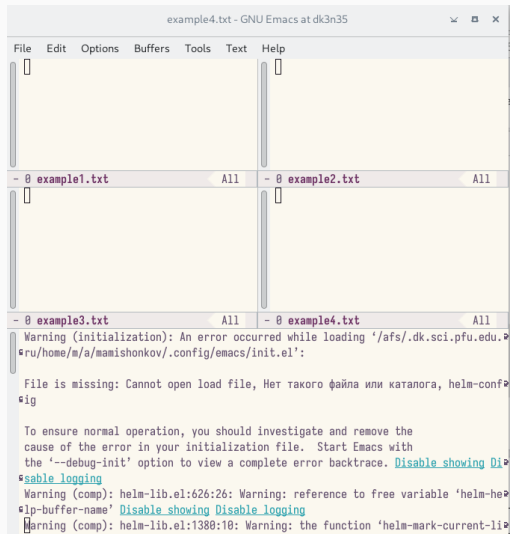 example4.txt - GNU Emacs at dk3n35
File Edit Options Buffers Tools Text Help
- 0 example1.txt All
- 0 example2.txt All
- 0 example3.txt All
- 0 example4.txt All
Warning (initialization): An error occurred while loading ‘/afs/.dk.sci.pfu.edu.
ru/home/m/a/mamishonkov/.config/emacs/init.el’:
File is missing: Cannot open load file, Нет такого файла или каталога, helm-conf
ig
To ensure normal operation, you should investigate and remove the
cause of the error in your initialization file. Start Emacs with
the ‘--debug-init’ option to view a complete error backtrace. Disable showing Di
sable logging
Warning (comp): helm-lib.el:626:26: Warning: reference to free variable ‘helm-he
lp-buffer-name’ Disable showing Disable logging
Warning (comp): helm-lib.el:1380:10: Warning: the function ‘helm-mark-current-li